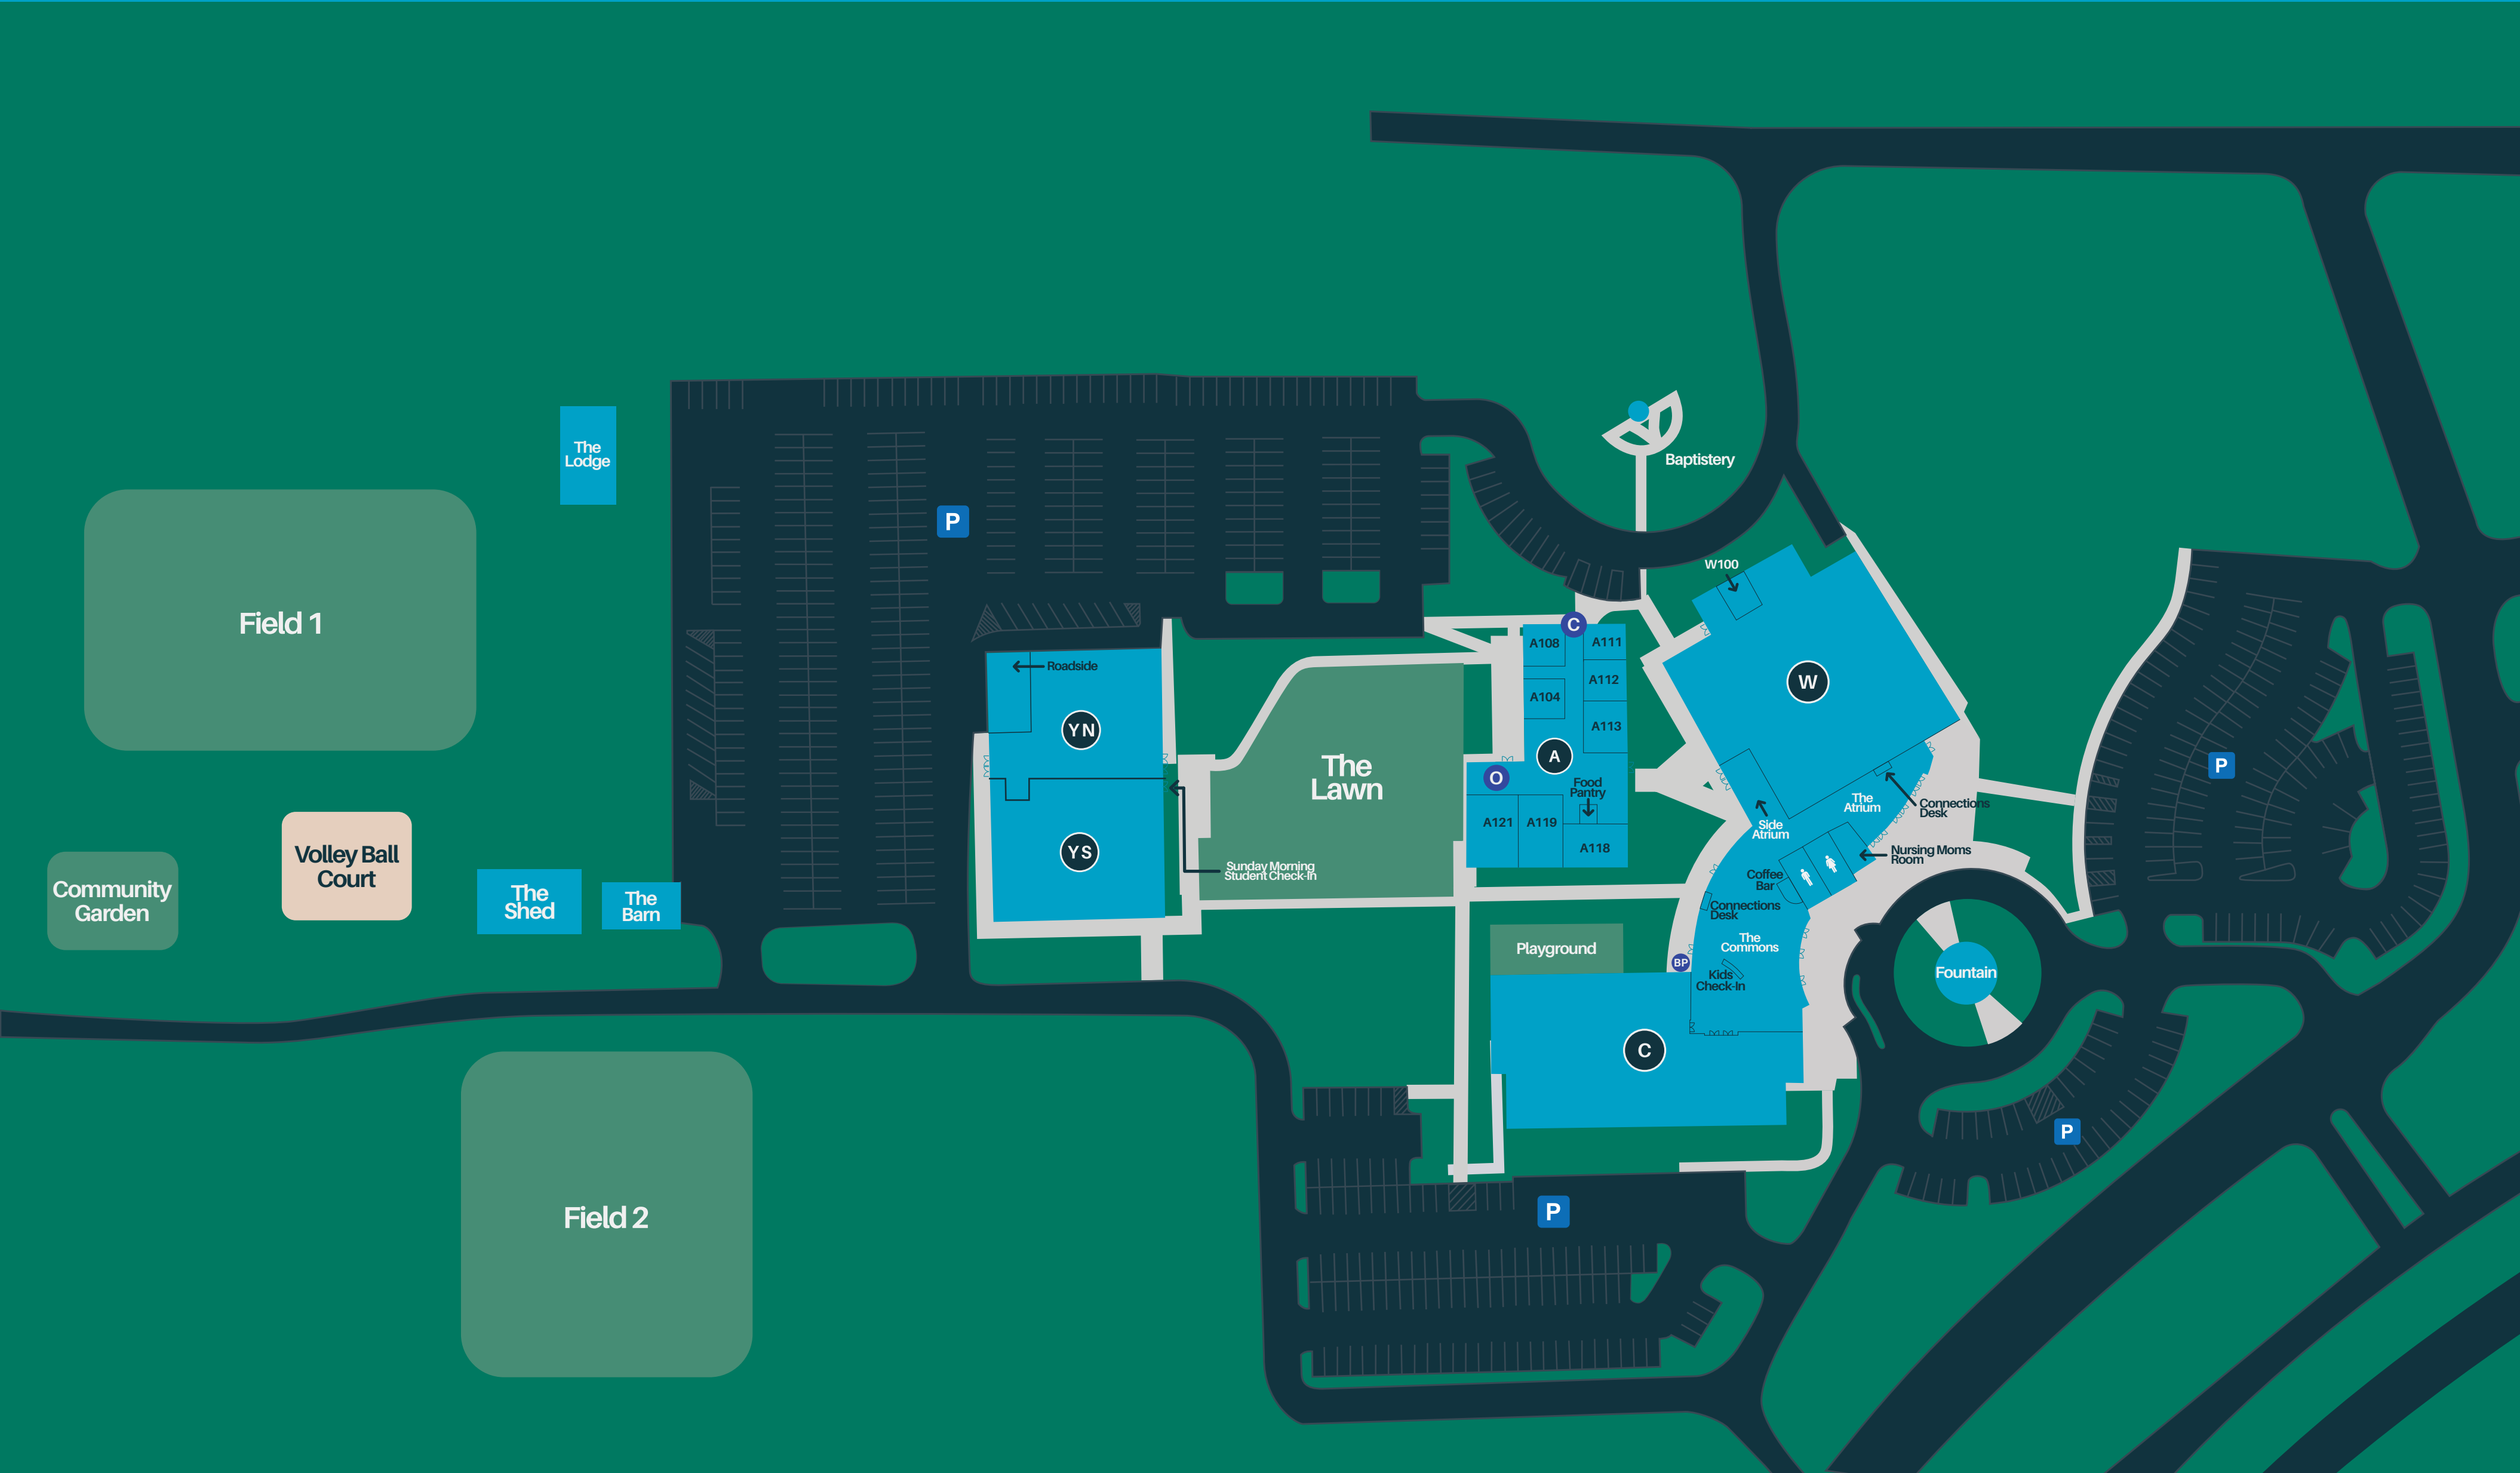 Baptistery
The
Lodge
P
W100
Field 1
C
A108
A111
Roadside
A112
W
A104
YN
A113
A
The
Lawn
P
O
Food
Pantry
The
Atrium
Connections
Desk
A121
A119
Side
Atrium
A118
YS
Volley Ball
Court
Nursing Moms
Room
Sunday Morning
Student Check-In
Coffee
Bar
Community
Garden
The
Shed
The
Barn
Connections
Desk
Playground
The
Commons
BP
Kids
Check-In
Fountain
C
P
Field 2
P